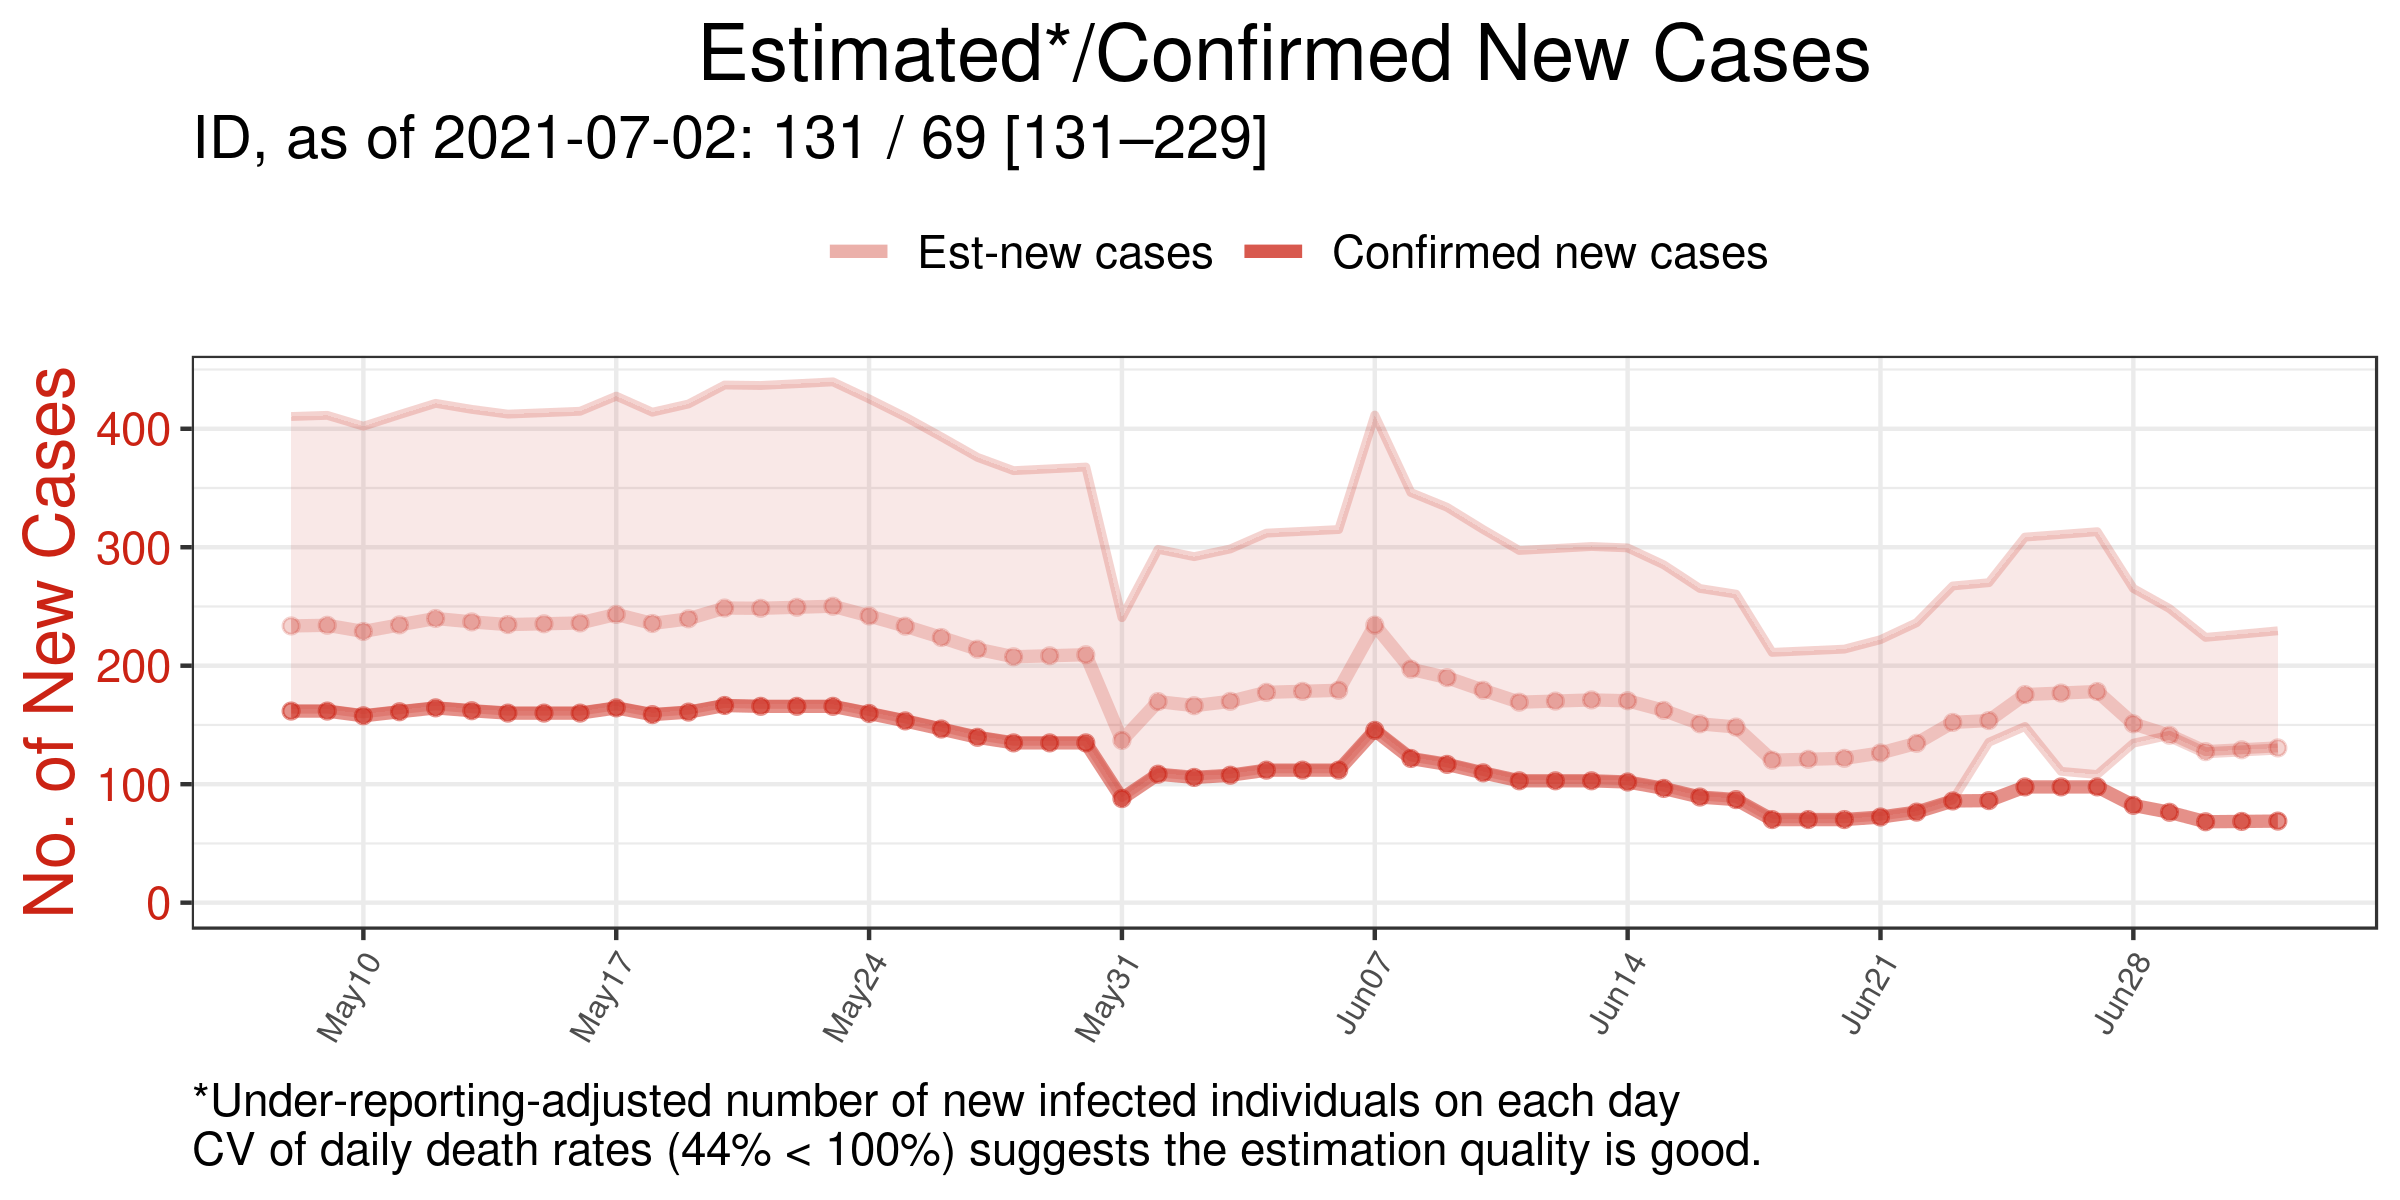 Estimated*/Confirmed New Cases
ID, as of 2021-07-02: 131 / 69 [131–229]
Est-new cases Confirmed new cases
No. of New Cases
400
300
200
100
0
May10 May17 May24 May31 Jun07 Jun14 Jun21 Jun28
*Under-reporting-adjusted number of new infected individuals on each day
CV of daily death rates (44% < 100%) suggests the estimation quality is good.